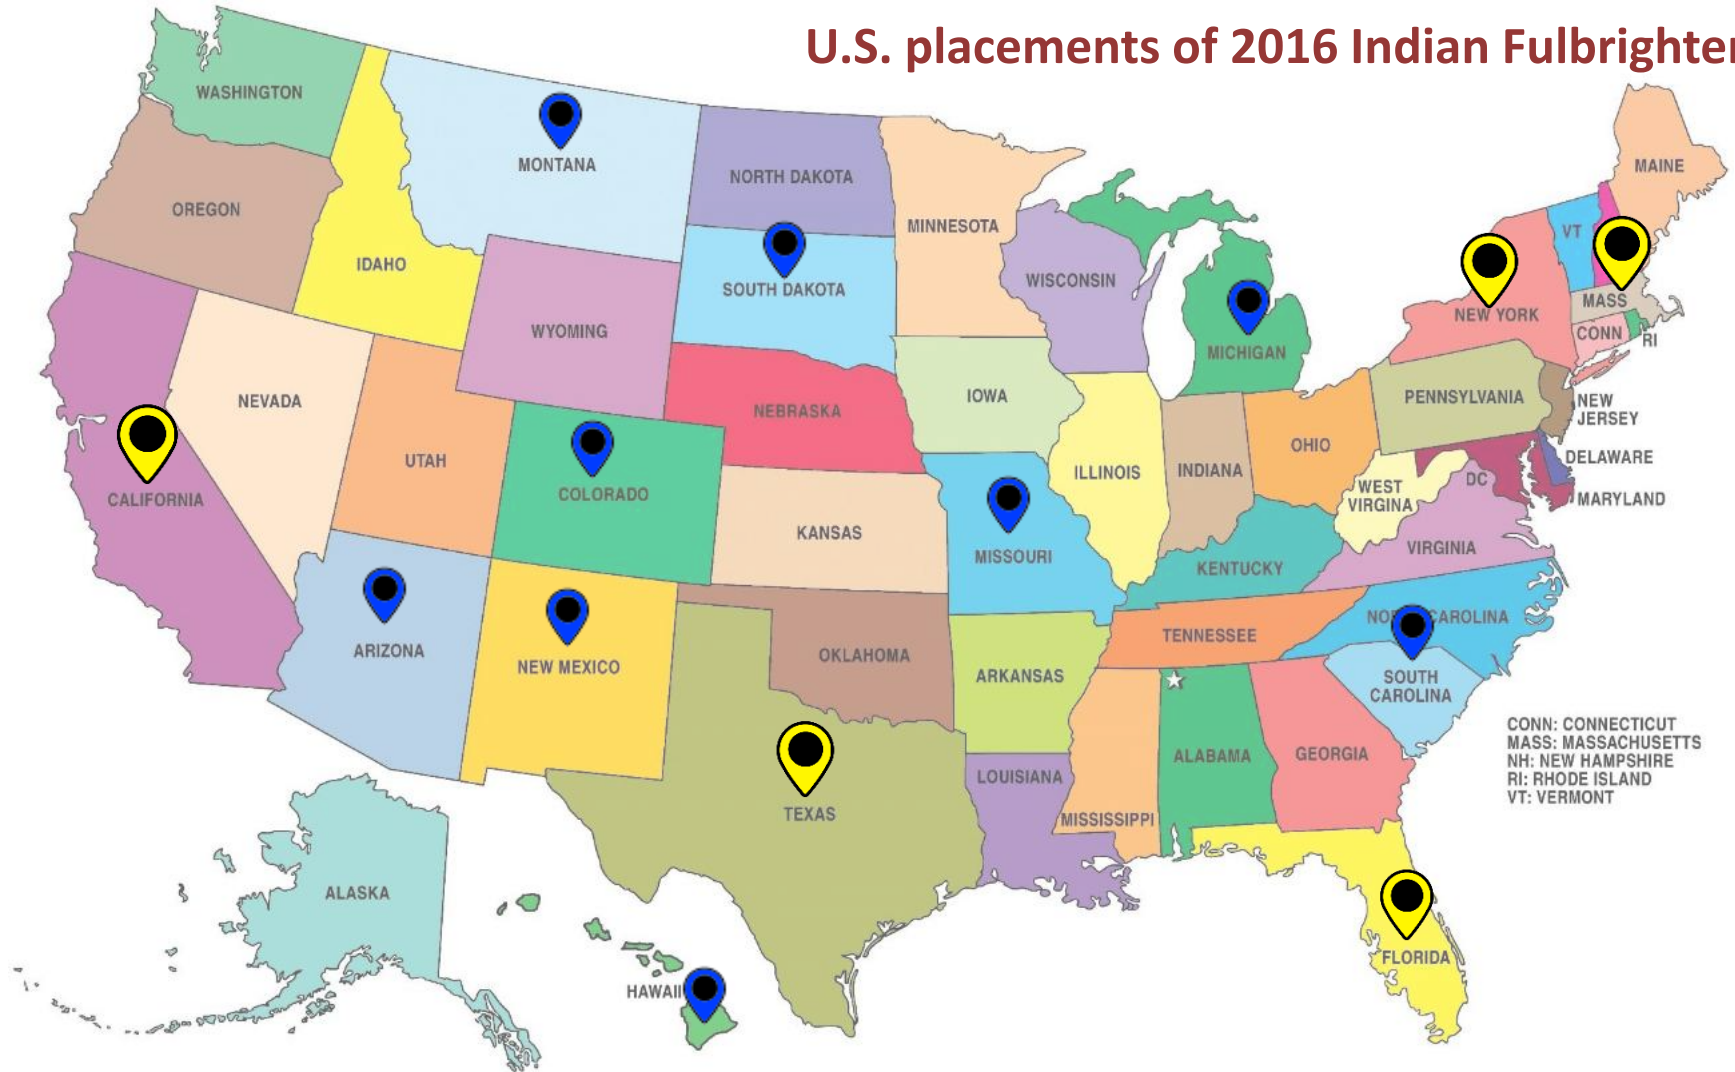 U.S. placements of 2016 Indian Fulbrighter
WASHINGTON
MONTANA
MAINE
NORTH DAKOTA
OREGON
MINNESOTA
VT
IDAHO
WISCONSIN
SOUTH DAKOTA
MASS
NEW YORK
WYOMING
CONN
RI
MICHIGAN
NEVADA
NEBRASKA
IOWA
PENNSYLVANIA
NEW
JERSEY
UTAH
OHIO
DELAWARE
ILLINOIS
INDIANA
DC
WEST
VIRGINA
COLORADO
CALIFORNIA
MARYLAND
KANSAS
MISSOURI
VIRGINIA
KENTUCKY
NO CAROLINA
TENNESSEE
ARIZONA
NEW MEXICO
OKLAHOMA
ARKANSAS
SOUTH
CAROLINA
CONN: CONNECTICUT
MASS: MASSACHUSETTS
NH: NEW HAMPSHIRE
RI: RHODE ISLAND
VT: VERMONT
ALABAMA
GEORGIA
LOUISIANA
TEXAS
MISSISSIPPI
ALASKA
FLORIDA
HAWAII